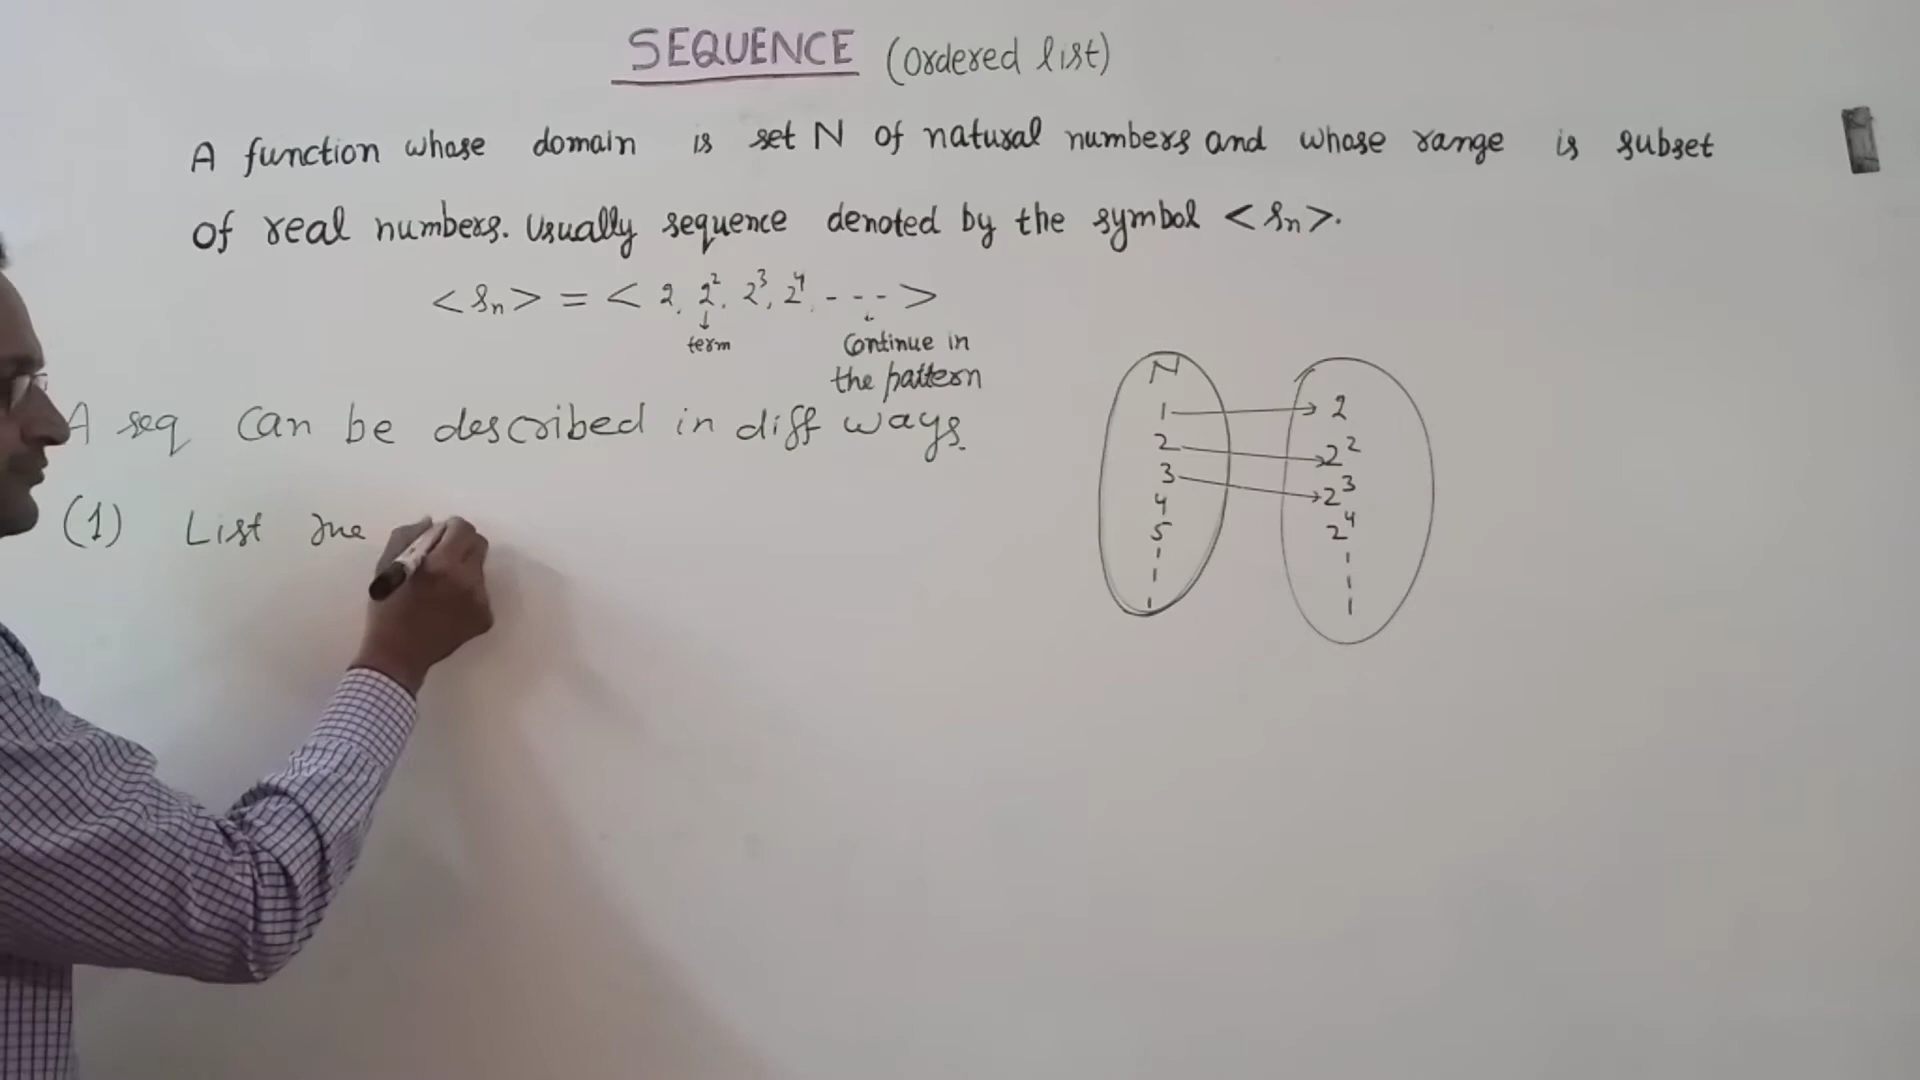 SEQUENCE (Ordered list)
A function whose domain is set N of natural numbers and whose range is subset
of real numbers. Usually sequence denoted by the symbol <Sn>.
<Sn> = < 2, 2², 2³, 2⁴, - - - >
↓
term
Continue in
the pattern
A seq can be described in diff ways.
(1) List the
N
1
2
3
4
5
2
2²
2³
2⁴